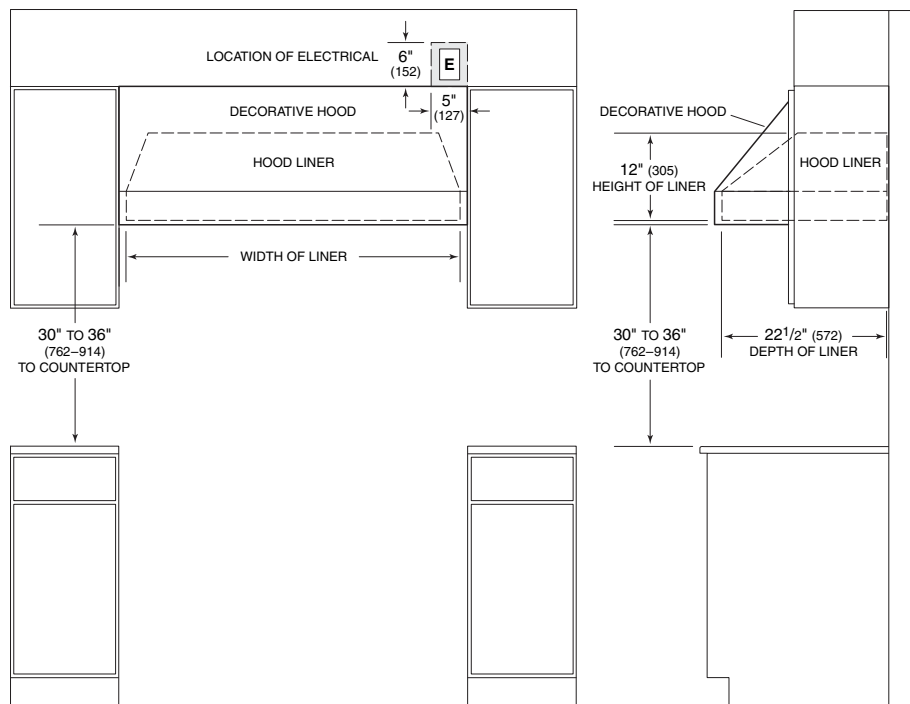 LOCATION OF ELECTRICAL
6"
(152)
E
5"
(127)
DECORATIVE HOOD
HOOD LINER
WIDTH OF LINER
30" TO 36"
(762–914)
TO COUNTERTOP
DECORATIVE HOOD
HOOD LINER
12" (305)
HEIGHT OF LINER
30" TO 36"
(762–914)
TO COUNTERTOP
22 1/2" (572)
DEPTH OF LINER